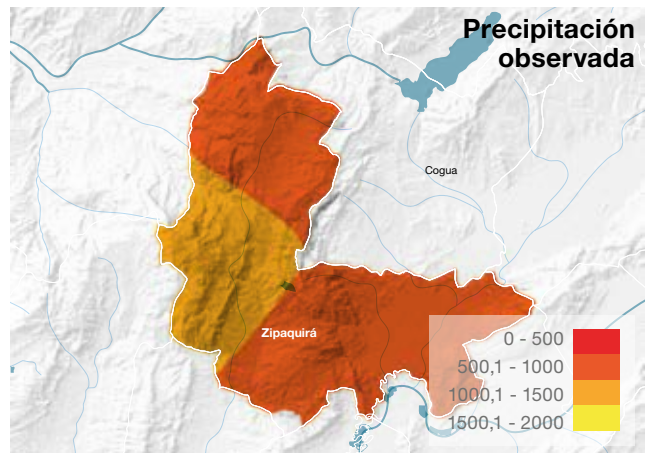 Precipitación
observada
Cogua
Zipaquirá
0 - 500
500,1 - 1000
1000,1 - 1500
1500,1 - 2000